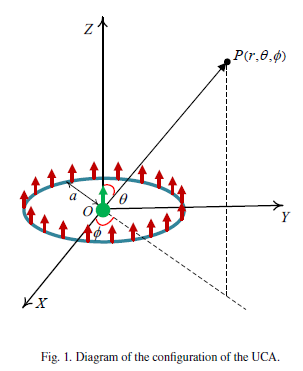 Z
P(r,θ,ϕ)
a
θ
O
ϕ
Y
X
Fig. 1. Diagram of the configuration of the UCA.